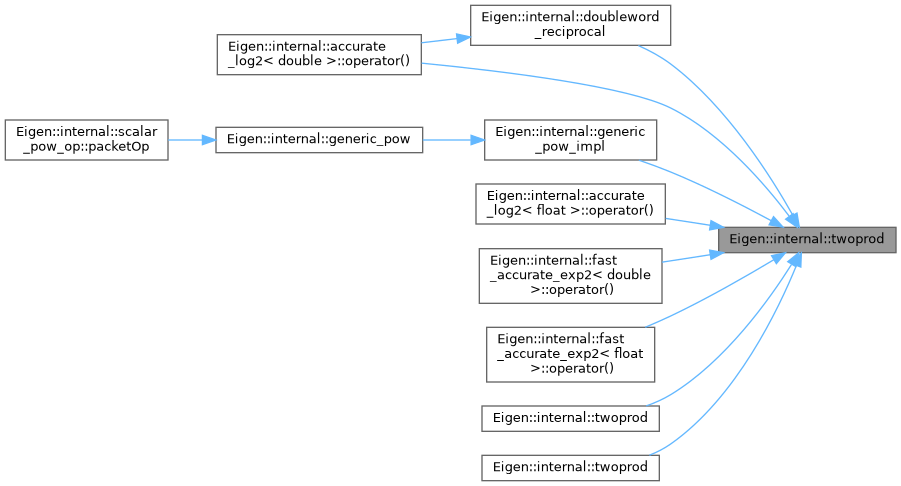 Eigen::internal::doubleword
_reciprocal
Eigen::internal::accurate
_log2< double >::operator()
Eigen::internal::scalar
_pow_op::packetOp
Eigen::internal::generic_pow
Eigen::internal::generic
_pow_impl
Eigen::internal::accurate
_log2< float >::operator()
Eigen::internal::twoprod
Eigen::internal::fast
_accurate_exp2< double
>::operator()
Eigen::internal::fast
_accurate_exp2< float
>::operator()
Eigen::internal::twoprod
Eigen::internal::twoprod